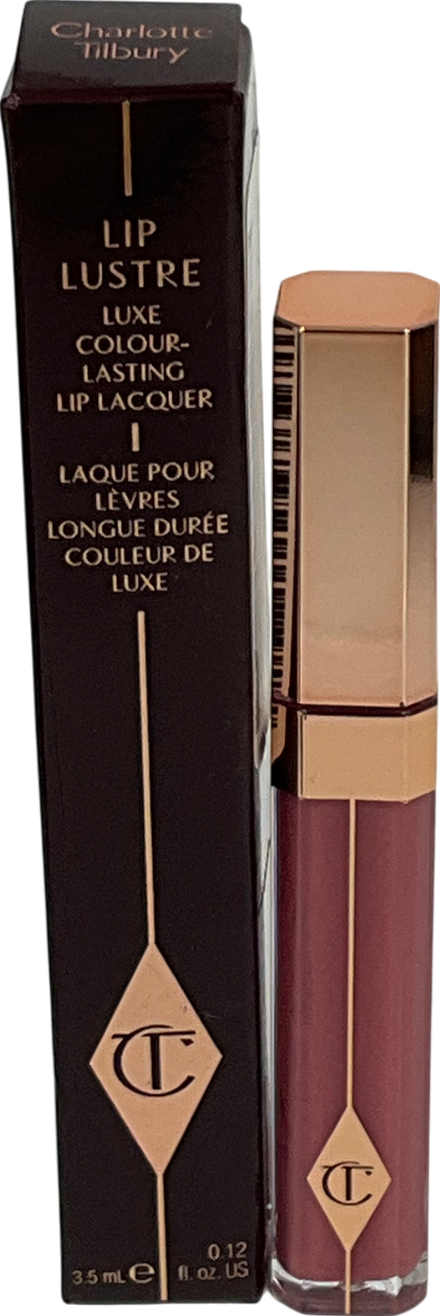 Charlotte
Tilbury
LIP
LUSTRE
LUXE
COLOUR-
LASTING
LIP LACQUER
LAQUE POUR
LÈVRES
LONGUE DURÉE
COULEUR DE
LUXE
CT
3.5 mL e 0.12
fl. oz. US
CT